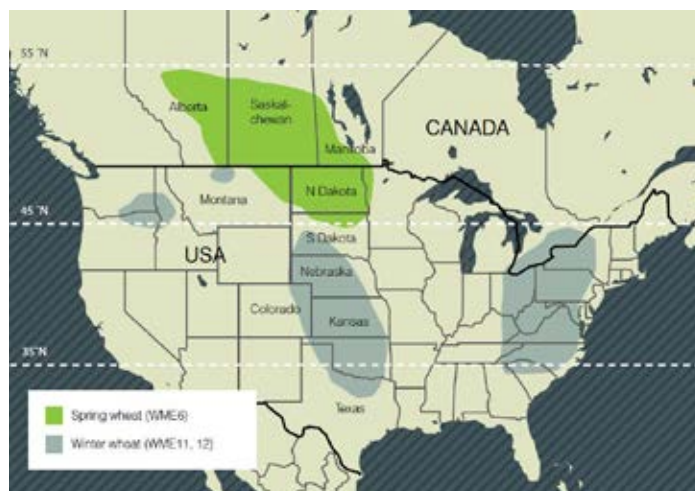 55°N
Alborta
Saskat-
chewan
CANADA
Manitoba
Montana
N Dakota
45°N
S Dakota
USA
Nebraska
Colorado
Kansas
35°N
Texas
Spring wheat (WME6)
Winter wheat (WME11, 12)